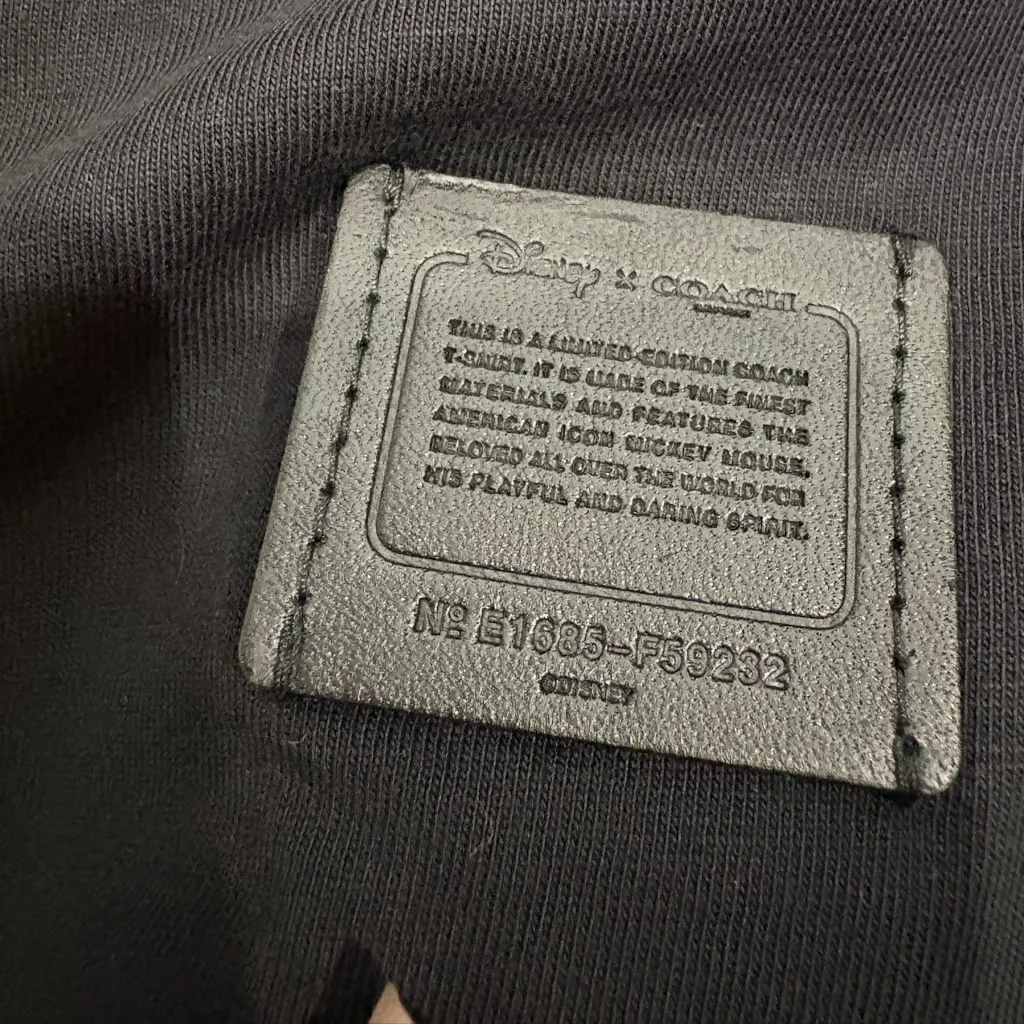 Disney × COACH
THIS IS A LIMITED-EDITION COACH
T-SHIRT. IT IS MADE OF THE FINEST
MATERIALS AND FEATURES THE
AMERICAN ICON MICKEY MOUSE,
BELOVED ALL OVER THE WORLD FOR
HIS PLAYFUL AND DARING SPIRIT.
Nº E1685-F59232
©DISNEY